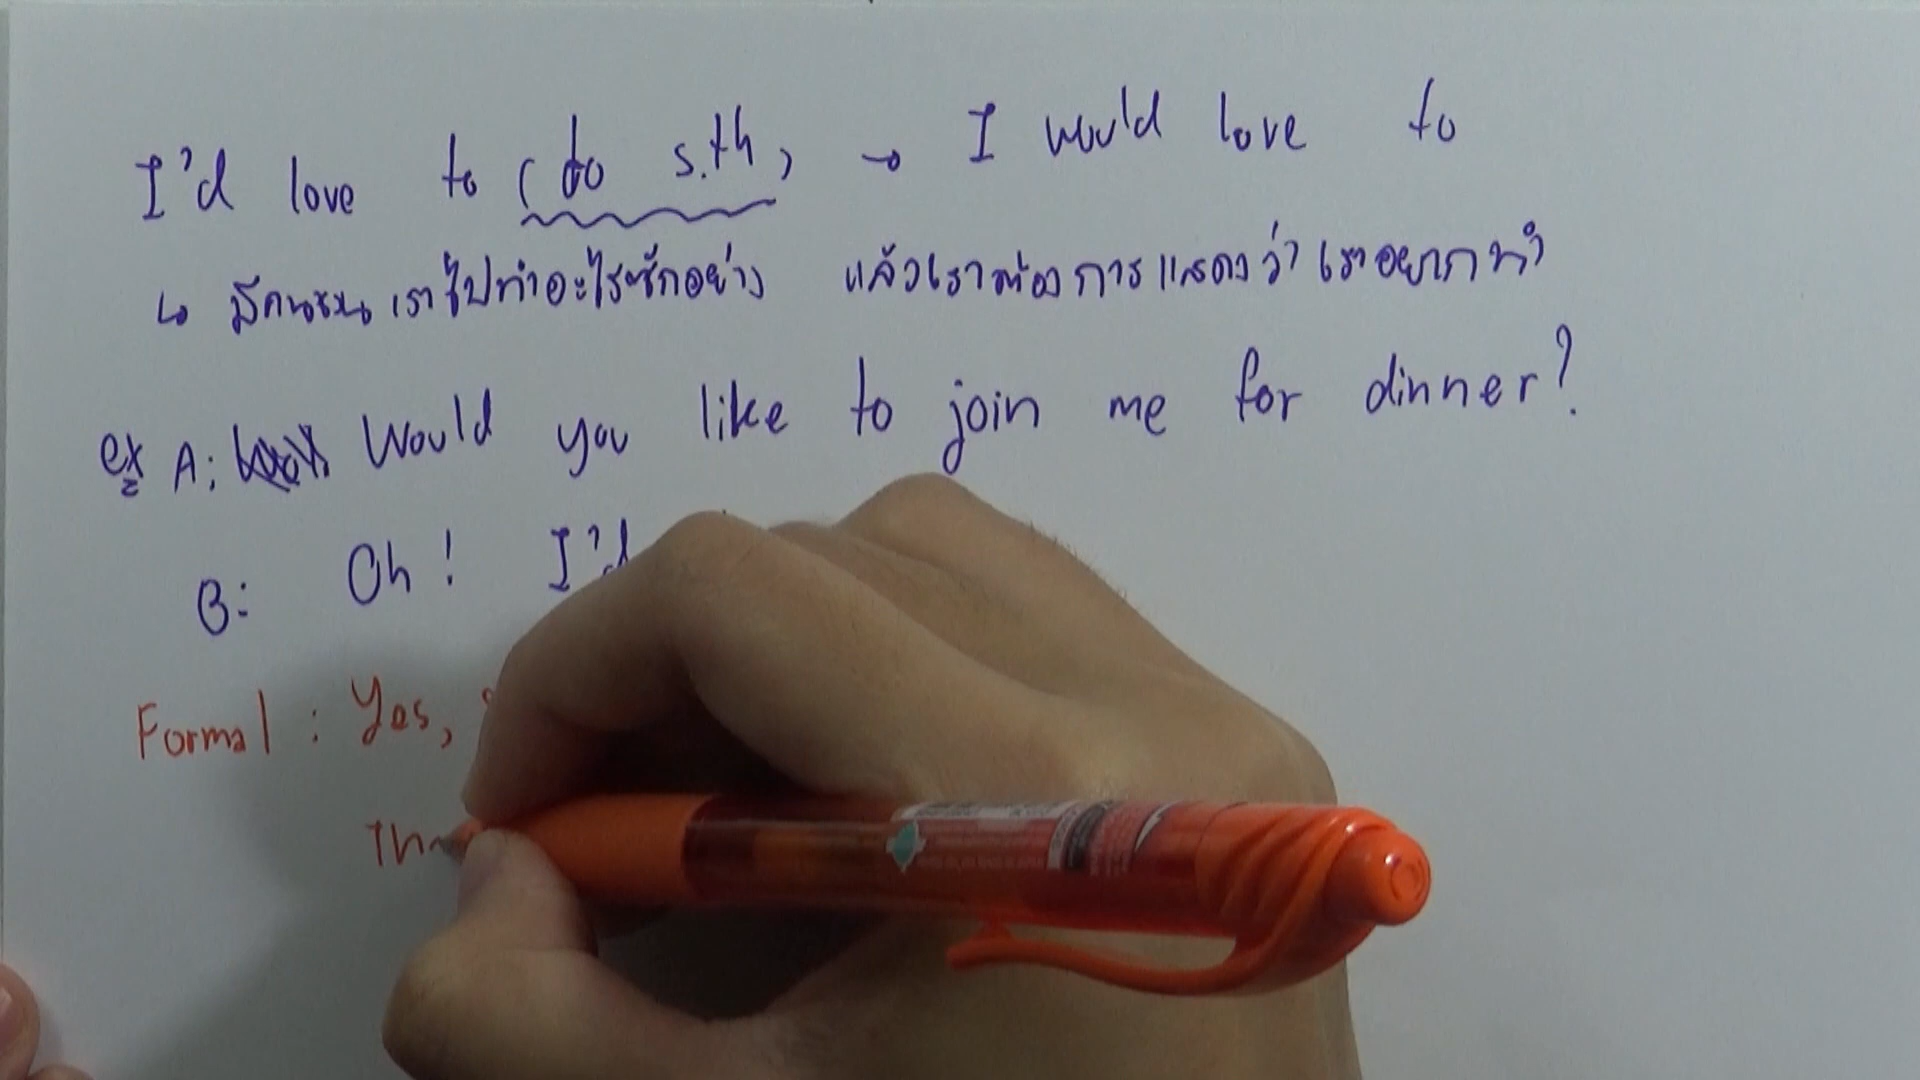 I'd love to (do s.th) → I would love to
↳ มีคนชวนเราไปทำอะไรซักอย่าง แล้วเราต้องการแสดงว่าเราอยากทำ
ex A: Would you like to join me for dinner?
B: Oh! I'd
Formal : Yes,
Tha